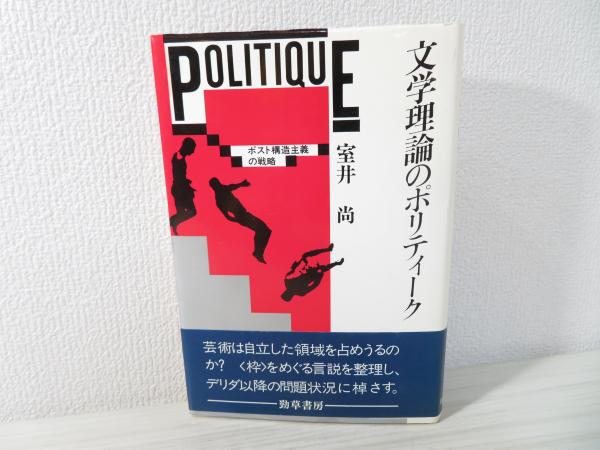 POLITIQUE
ポスト構造主義
の戦略
文学理論のポリティーク
室井 尚
芸術は自立した領域を占めうるの
か? 〈枠〉をめぐる言説を整理し、
デリダ以降の問題状況に棹さす。
勁草書房